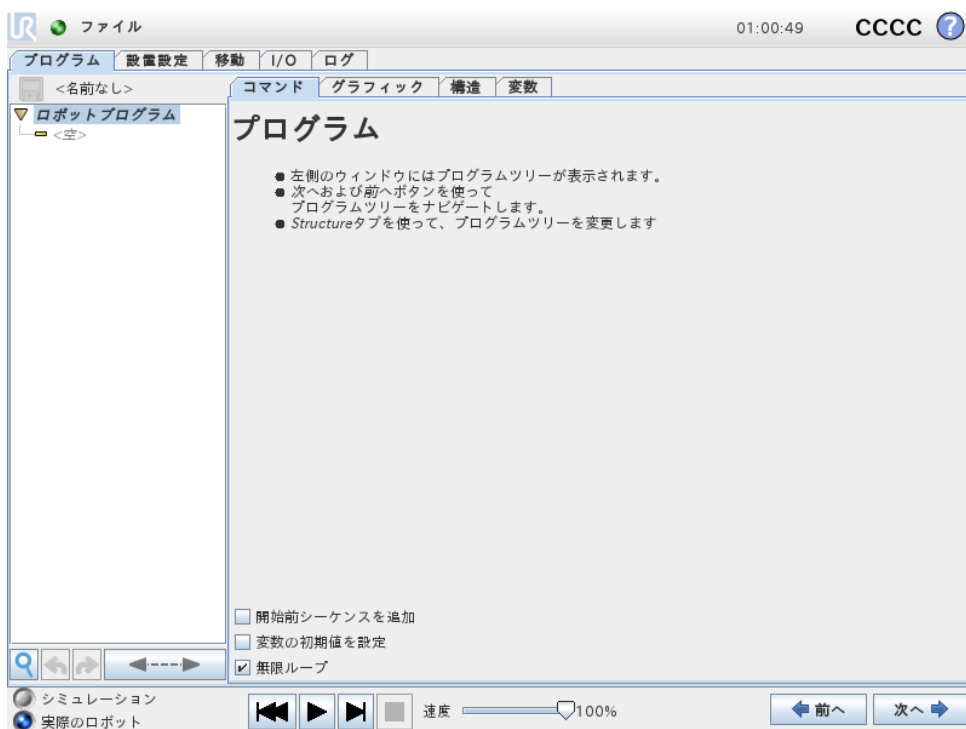 UR ファイル 01:00:49 CCCC ?
プログラム 設置設定 移動 I/O ログ
<名前なし>
コマンド グラフィック 構造 変数
ロボットプログラム
<空>
プログラム
左側のウィンドウにはプログラムツリーが表示されます。
次へおよび前へボタンを使って
プログラムツリーをナビゲートします。
Structureタブを使って、プログラムツリーを変更します
開始前シーケンスを追加
変数の初期値を設定
無限ループ
シミュレーション
実際のロボット
速度 100%
前へ 次へ